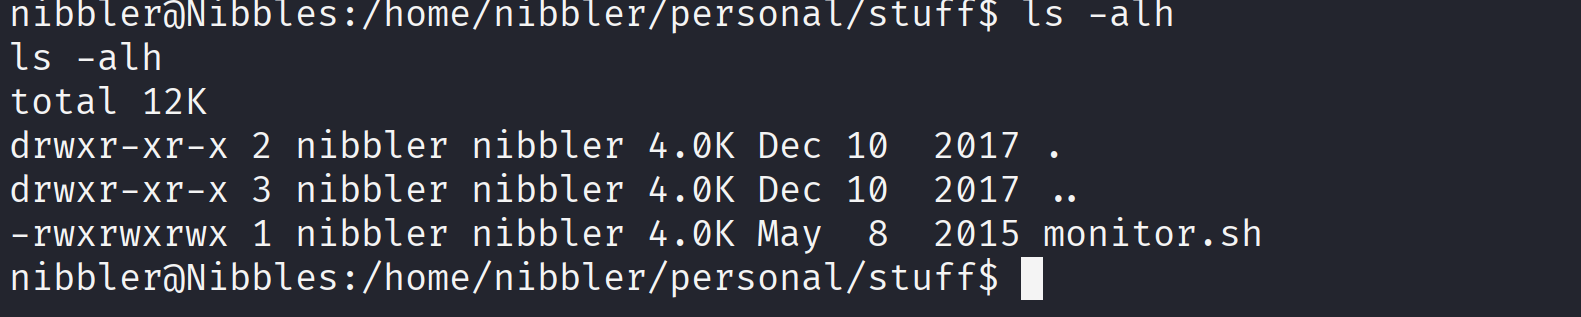 nibbler@Nibbles:/home/nibbler/personal/stuff$ ls -alh
ls -alh
total 12K
drwxr-xr-x 2 nibbler nibbler 4.0K Dec 10  2017 .
drwxr-xr-x 3 nibbler nibbler 4.0K Dec 10  2017 ..
-rwxrwxrwx 1 nibbler nibbler 4.0K May  8  2015 monitor.sh
nibbler@Nibbles:/home/nibbler/personal/stuff$